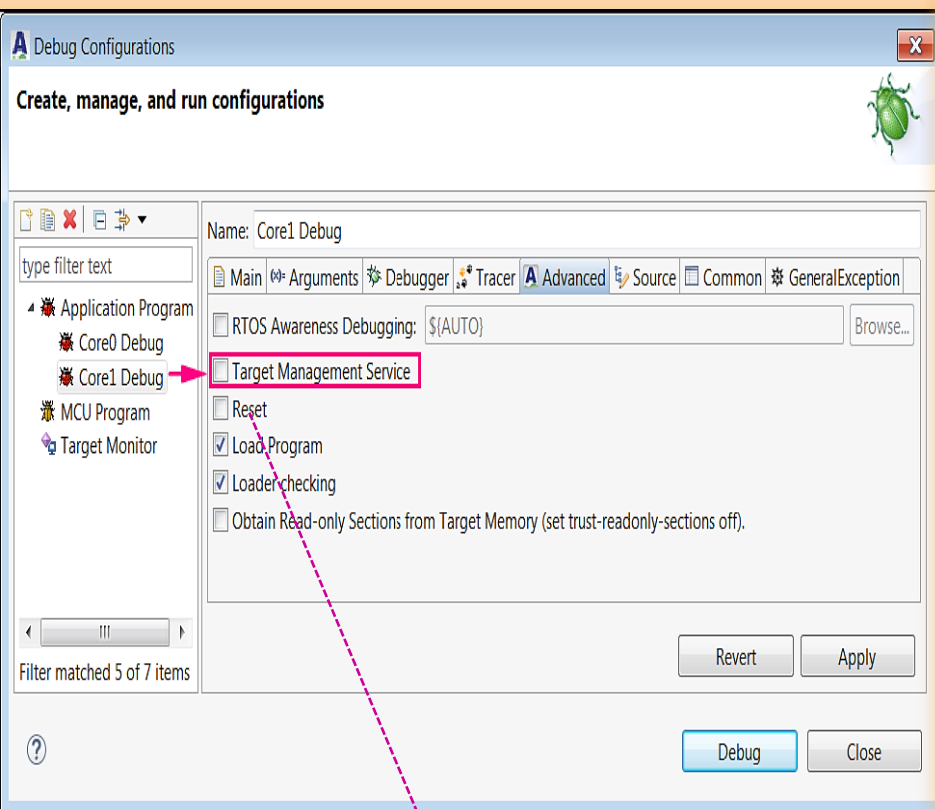 Debug Configurations
Create, manage, and run configurations
type filter text
Application Program
Core0 Debug
Core1 Debug
MCU Program
Target Monitor
Filter matched 5 of 7 items
Name: Core1 Debug
Main (x)= Arguments Debugger Tracer Advanced Source Common GeneralException
RTOS Awareness Debugging: ${AUTO} Browse...
Target Management Service
Reset
Load Program
Loader checking
Obtain Read-only Sections from Target Memory (set trust-readonly-sections off).
Revert Apply
Debug Close